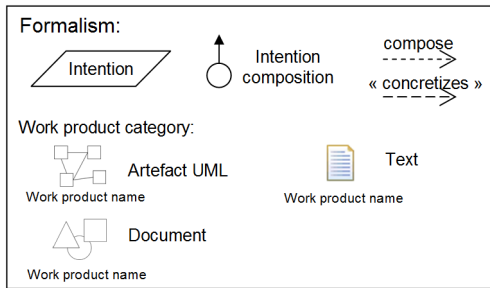 Formalism:
Intention
Intention
composition
compose
« concretizes »
Work product category:
Artefact UML
Work product name
Text
Work product name
Document
Work product name